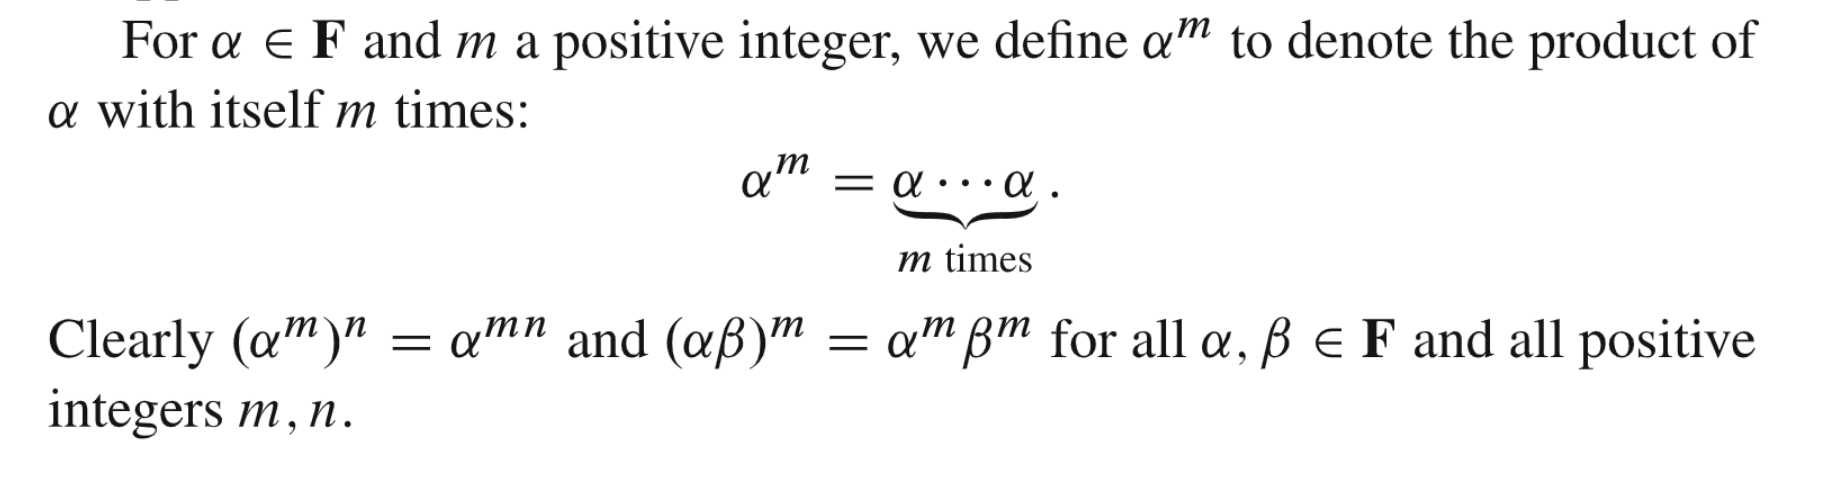 For α ∈ F and m a positive integer, we define α^m to denote the product of
α with itself m times:
α^m = α ··· α .
m times
Clearly (α^m)^n = α^{mn} and (αβ)^m = α^m β^m for all α, β ∈ F and all positive
integers m, n.